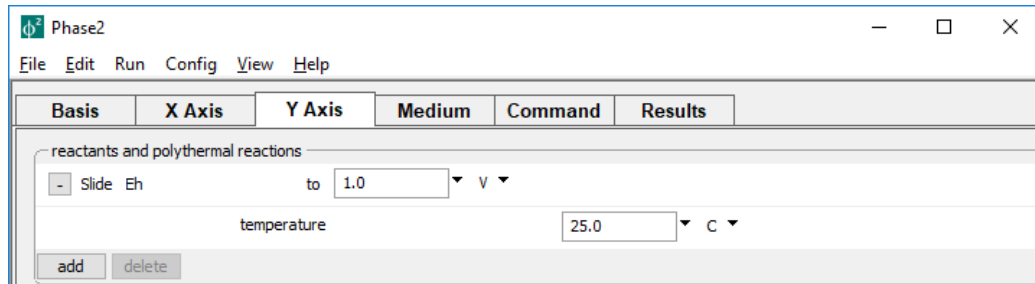 ϕ² Phase2
File Edit Run Config View Help
Basis X Axis Y Axis Medium Command Results
reactants and polythermal reactions
- Slide Eh to 1.0 V
temperature 25.0 C
add delete